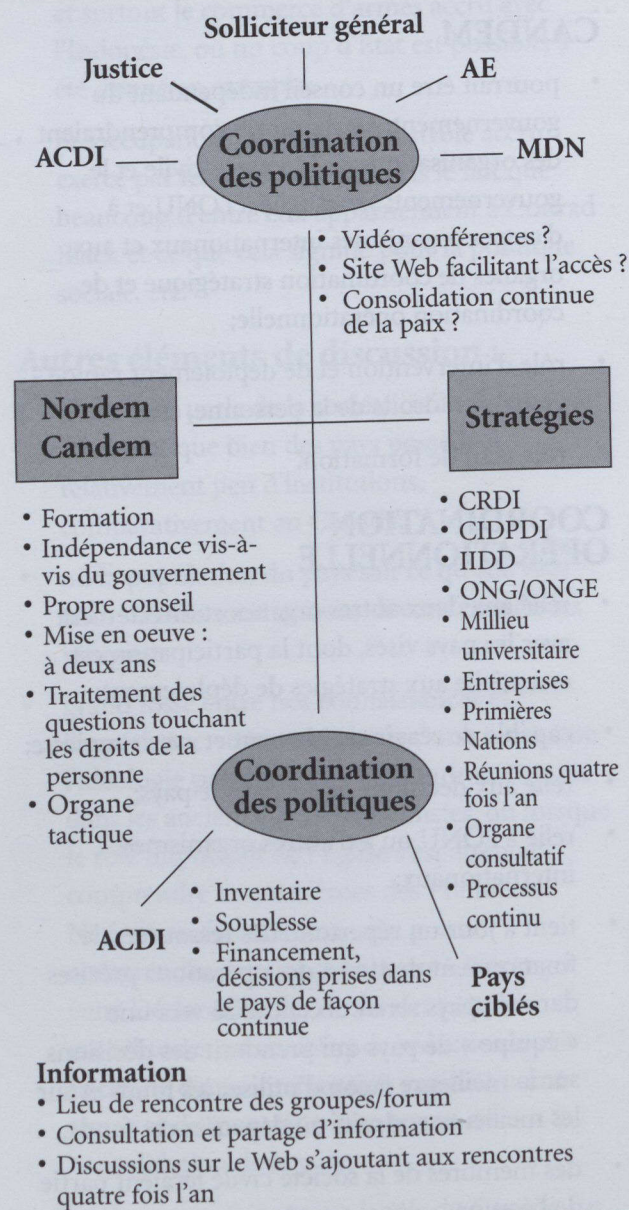 Solliciteur général
Justice
AE
ACDI
Coordination
des politiques
MDN
• Vidéo conférences ?
• Site Web facilitant l'accès ?
• Consolidation continue
de la paix ?
Nordem
Candem
Stratégies
• Formation
• Indépendance vis-à-
vis du gouvernement
• Propre conseil
• Mise en oeuve :
à deux ans
• Traitement des
questions touchant
les droits de la
personne
• Organe
tactique
• CRDI
• CIDPDI
• IIDD
• ONG/ONGE
• Millieu
universitaire
• Entreprises
• Primières
Nations
• Réunions quatre
fois l'an
• Organe
consultatif
• Processus
continu
Coordination
des politiques
ACDI
• Inventaire
• Souplesse
• Financement,
décisions prises dans
le pays de façon
continue
Pays
ciblés
Information
• Lieu de rencontre des groupes/forum
• Consultation et partage d'information
• Discussions sur le Web s'ajoutant aux rencontres
quatre fois l'an